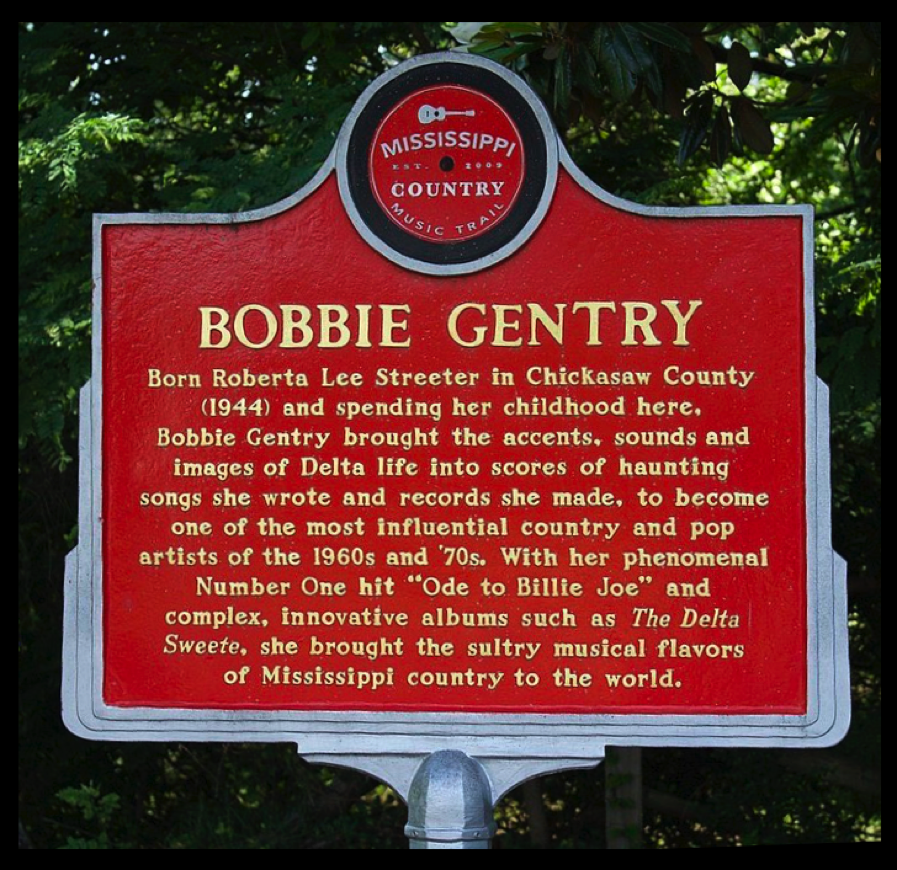 MISSISSIPPI
EST. 2009
COUNTRY
MUSIC TRAIL
BOBBIE GENTRY
Born Roberta Lee Streeter in Chickasaw County
(1944) and spending her childhood here,
Bobbie Gentry brought the accents, sounds and
images of Delta life into scores of haunting
songs she wrote and records she made, to become
one of the most influential country and pop
artists of the 1960s and '70s. With her phenomenal
Number One hit “Ode to Billie Joe” and
complex, innovative albums such as The Delta
Sweete, she brought the sultry musical flavors
of Mississippi country to the world.